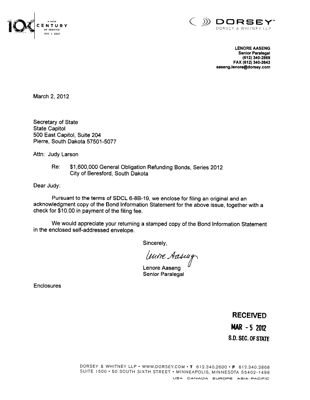 CENTURY
DORSEY
DORSEY & WHITNEY LLP
LENORE AASENG
Senior Paralegal
(612) 340-2669
FAX (612) 340-2643
aaseng.lenore@dorsey.com
March 2, 2012
Secretary of State
State Capitol
500 East Capitol, Suite 204
Pierre, South Dakota 57501-5077
Attn: Judy Larson
Re: $1,600,000 General Obligation Refunding Bonds, Series 2012
City of Beresford, South Dakota
Dear Judy:
Pursuant to the terms of SDCL 6-8B-19, we enclose for filing an original and an
acknowledgment copy of the Bond Information Statement for the above issue, together with a
check for $10.00 in payment of the filing fee.
We would appreciate your returning a stamped copy of the Bond Information Statement
in the enclosed self-addressed envelope.
Sincerely,
Lenore Aaseng
Lenore Aaseng
Senior Paralegal
Enclosures
RECEIVED
MAR - 5 2012
S.D. SEC. OF STATE
DORSEY & WHITNEY LLP • WWW.DORSEY.COM • T 612.340.2600 • F 612.340.2868
SUITE 1500 • 50 SOUTH SIXTH STREET • MINNEAPOLIS, MINNESOTA 55402-1498
USA CANADA EUROPE ASIA-PACIFIC